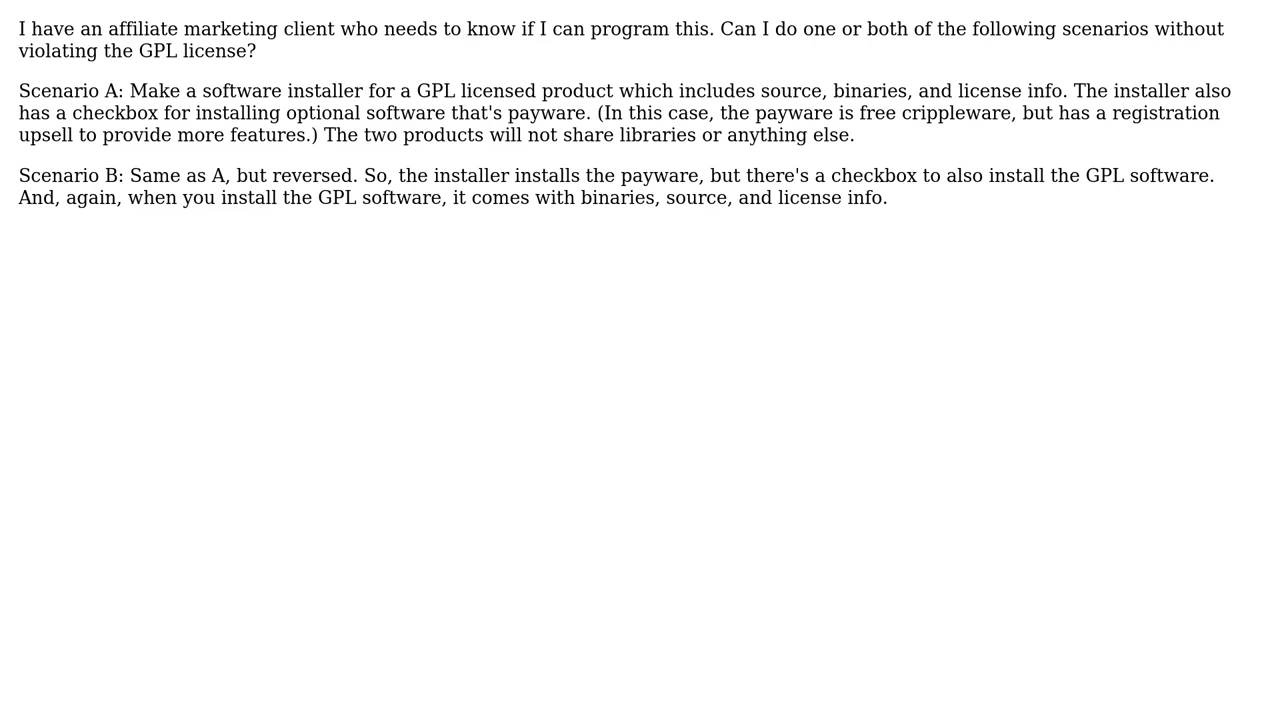 I have an affiliate marketing client who needs to know if I can program this. Can I do one or both of the following scenarios without
violating the GPL license?
Scenario A: Make a software installer for a GPL licensed product which includes source, binaries, and license info. The installer also
has a checkbox for installing optional software that's payware. (In this case, the payware is free crippleware, but has a registration
upsell to provide more features.) The two products will not share libraries or anything else.
Scenario B: Same as A, but reversed. So, the installer installs the payware, but there's a checkbox to also install the GPL software.
And, again, when you install the GPL software, it comes with binaries, source, and license info.